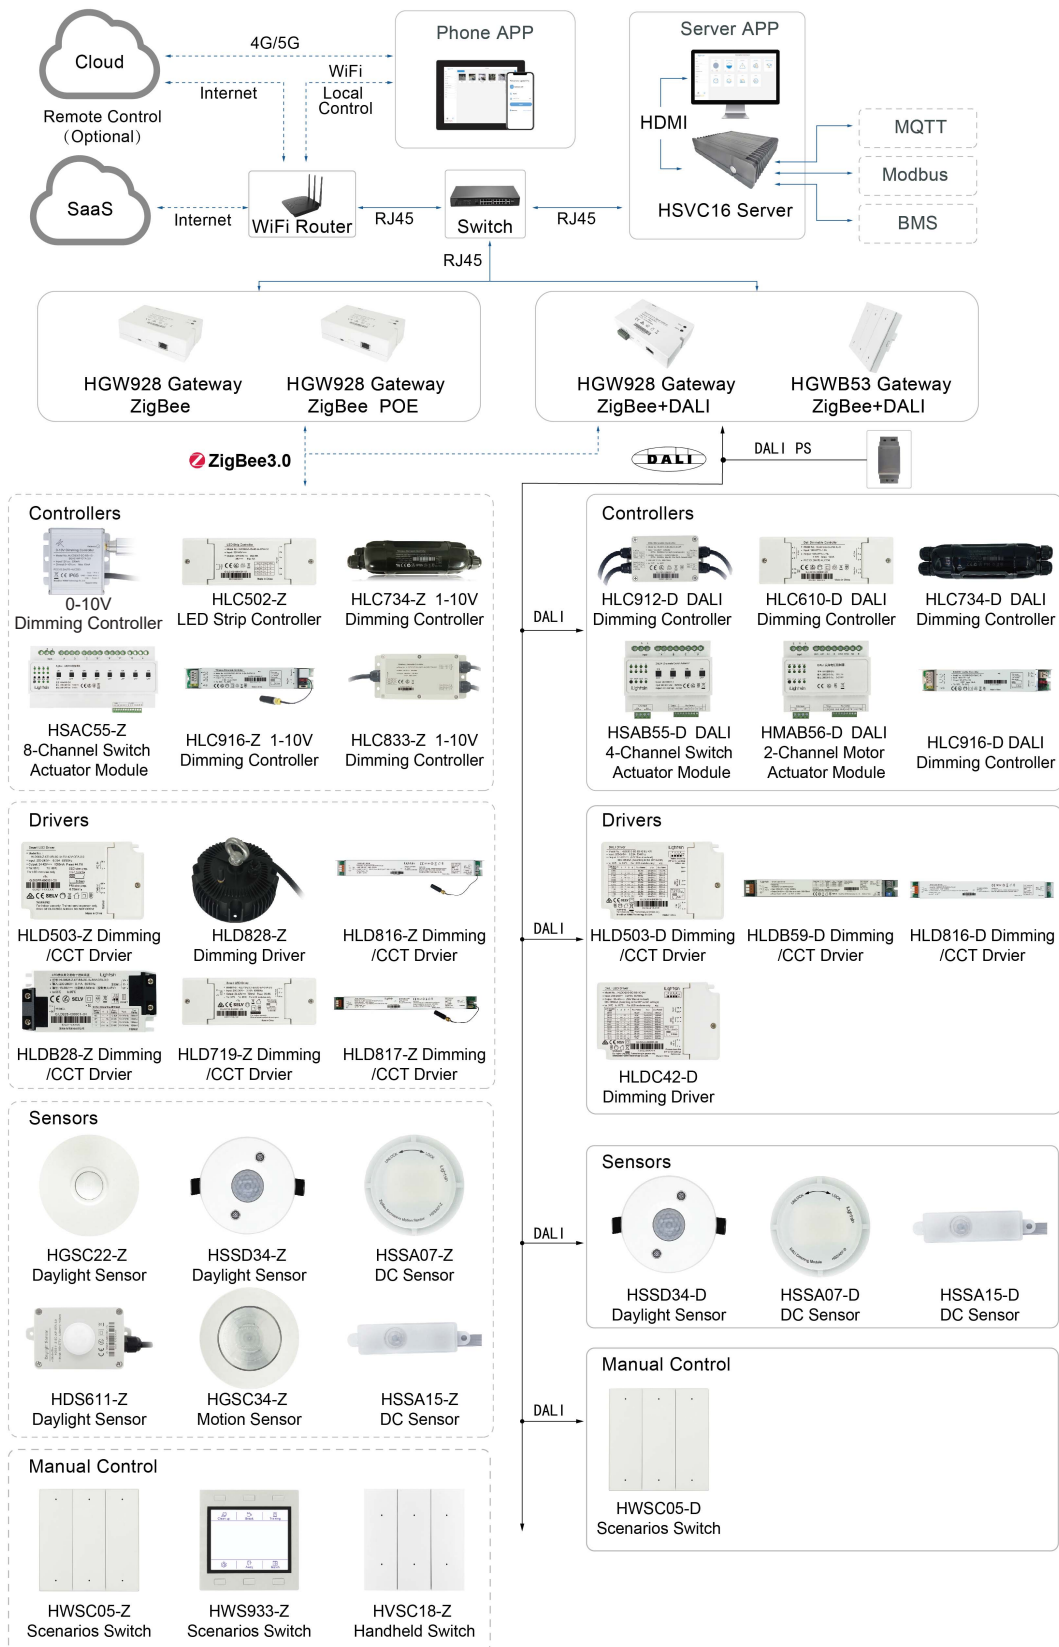 Cloud
4G/5G
Phone APP
Server APP
Internet
WiFi
Local
Control
Remote Control
(Optional)
HDMI
HSVC16 Server
MQTT
Modbus
BMS
SaaS
Internet
WiFi Router
RJ45
Switch
RJ45
RJ45
HGW928 Gateway
ZigBee
HGW928 Gateway
ZigBee POE
HGW928 Gateway
ZigBee+DALI
HGWB53 Gateway
ZigBee+DALI
ZigBee3.0
DALI
DALI PS
Controllers
0-10V
Dimming Controller
HLC502-Z
LED Strip Controller
HLC734-Z 1-10V
Dimming Controller
HSAC55-Z
8-Channel Switch
Actuator Module
HLC916-Z 1-10V
Dimming Controller
HLC833-Z 1-10V
Dimming Controller
DALI
Controllers
HLC912-D DALI
Dimming Controller
HLC610-D DALI
Dimming Controller
HLC734-D DALI
Dimming Controller
HSAB55-D DALI
4-Channel Switch
Actuator Module
HMAB56-D DALI
2-Channel Motor
Actuator Module
HLC916-D DALI
Dimming Controller
Drivers
HLD503-Z Dimming
/CCT Drvier
HLD828-Z
Dimming Driver
HLD816-Z Dimming
/CCT Drvier
HLDB28-Z Dimming
/CCT Drvier
HLD719-Z Dimming
/CCT Drvier
HLD817-Z Dimming
/CCT Drvier
DALI
Drivers
HLD503-D Dimming
/CCT Drvier
HLDB59-D Dimming
/CCT Drvier
HLD816-D Dimming
/CCT Drvier
HLDC42-D
Dimming Driver
Sensors
HGSC22-Z
Daylight Sensor
HSSD34-Z
Daylight Sensor
HSSA07-Z
DC Sensor
HDS611-Z
Daylight Sensor
HGSC34-Z
Motion Sensor
HSSA15-Z
DC Sensor
DALI
Sensors
HSSD34-D
Daylight Sensor
HSSA07-D
DC Sensor
HSSA15-D
DC Sensor
DALI
Manual Control
HWSC05-D
Scenarios Switch
Manual Control
HWSC05-Z
Scenarios Switch
HWS933-Z
Scenarios Switch
HVSC18-Z
Handheld Switch